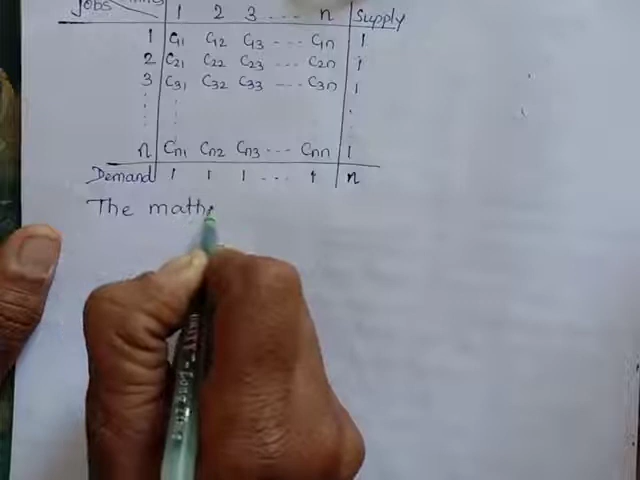 Jobs 1 2 3 .... n Supply
1 C11 C12 C13 --- C1n 1
2 C21 C22 C23 ... C2n 1
3 C31 C32 C33 ... C3n 1
n Cn1 Cn2 Cn3 .... Cnn 1
Demand 1 1 1 ... 1 n
The math